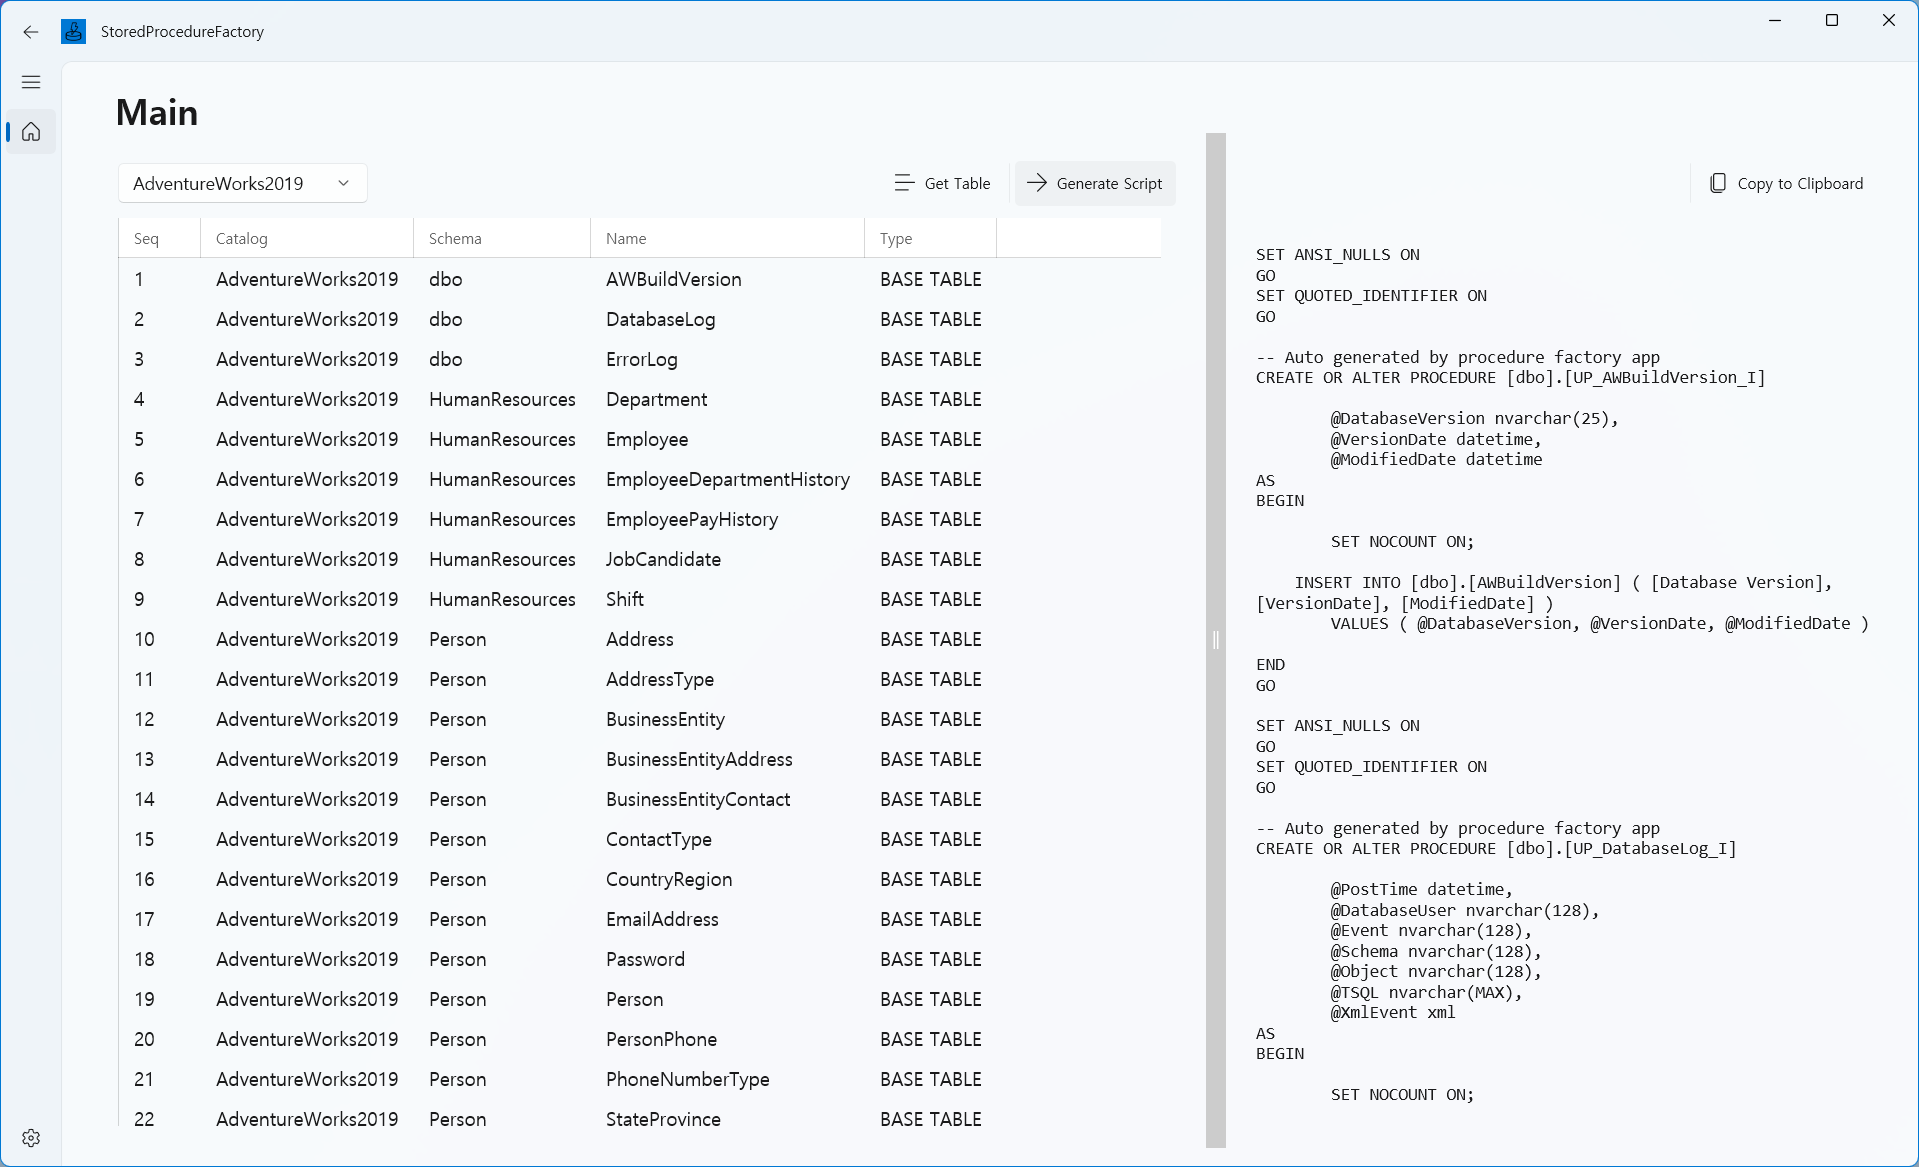 StoredProcedureFactory
Main
AdventureWorks2019
Get Table
Generate Script
Copy to Clipboard
Seq Catalog Schema Name Type
1 AdventureWorks2019 dbo AWBuildVersion BASE TABLE
2 AdventureWorks2019 dbo DatabaseLog BASE TABLE
3 AdventureWorks2019 dbo ErrorLog BASE TABLE
4 AdventureWorks2019 HumanResources Department BASE TABLE
5 AdventureWorks2019 HumanResources Employee BASE TABLE
6 AdventureWorks2019 HumanResources EmployeeDepartmentHistory BASE TABLE
7 AdventureWorks2019 HumanResources EmployeePayHistory BASE TABLE
8 AdventureWorks2019 HumanResources JobCandidate BASE TABLE
9 AdventureWorks2019 HumanResources Shift BASE TABLE
10 AdventureWorks2019 Person Address BASE TABLE
11 AdventureWorks2019 Person AddressType BASE TABLE
12 AdventureWorks2019 Person BusinessEntity BASE TABLE
13 AdventureWorks2019 Person BusinessEntityAddress BASE TABLE
14 AdventureWorks2019 Person BusinessEntityContact BASE TABLE
15 AdventureWorks2019 Person ContactType BASE TABLE
16 AdventureWorks2019 Person CountryRegion BASE TABLE
17 AdventureWorks2019 Person EmailAddress BASE TABLE
18 AdventureWorks2019 Person Password BASE TABLE
19 AdventureWorks2019 Person Person BASE TABLE
20 AdventureWorks2019 Person PersonPhone BASE TABLE
21 AdventureWorks2019 Person PhoneNumberType BASE TABLE
22 AdventureWorks2019 Person StateProvince BASE TABLE
SET ANSI_NULLS ON
GO
SET QUOTED_IDENTIFIER ON
GO
-- Auto generated by procedure factory app
CREATE OR ALTER PROCEDURE [dbo].[UP_AWBuildVersion_I]
@DatabaseVersion nvarchar(25),
@VersionDate datetime,
@ModifiedDate datetime
AS
BEGIN
SET NOCOUNT ON;
INSERT INTO [dbo].[AWBuildVersion] ( [Database Version],
[VersionDate], [ModifiedDate] )
VALUES ( @DatabaseVersion, @VersionDate, @ModifiedDate )
END
GO
SET ANSI_NULLS ON
GO
SET QUOTED_IDENTIFIER ON
GO
-- Auto generated by procedure factory app
CREATE OR ALTER PROCEDURE [dbo].[UP_DatabaseLog_I]
@PostTime datetime,
@DatabaseUser nvarchar(128),
@Event nvarchar(128),
@Schema nvarchar(128),
@Object nvarchar(128),
@TSQL nvarchar(MAX),
@XmlEvent xml
AS
BEGIN
SET NOCOUNT ON;